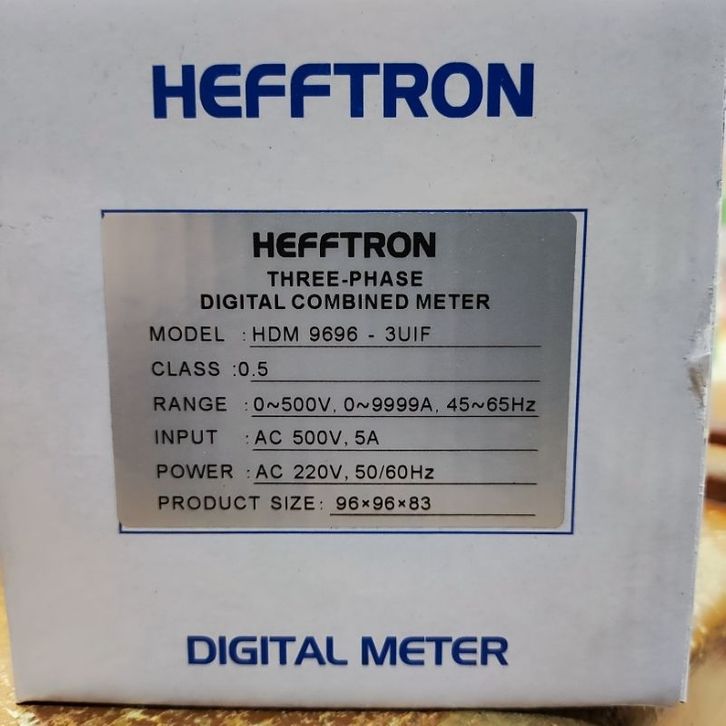 HEFFTRON
HEFFTRON
THREE-PHASE
DIGITAL COMBINED METER
MODEL : HDM 9696 - 3UIF
CLASS :0.5
RANGE : 0~500V, 0~9999A, 45~65Hz
INPUT : AC 500V, 5A
POWER : AC 220V, 50/60Hz
PRODUCT SIZE: 96×96×83
DIGITAL METER